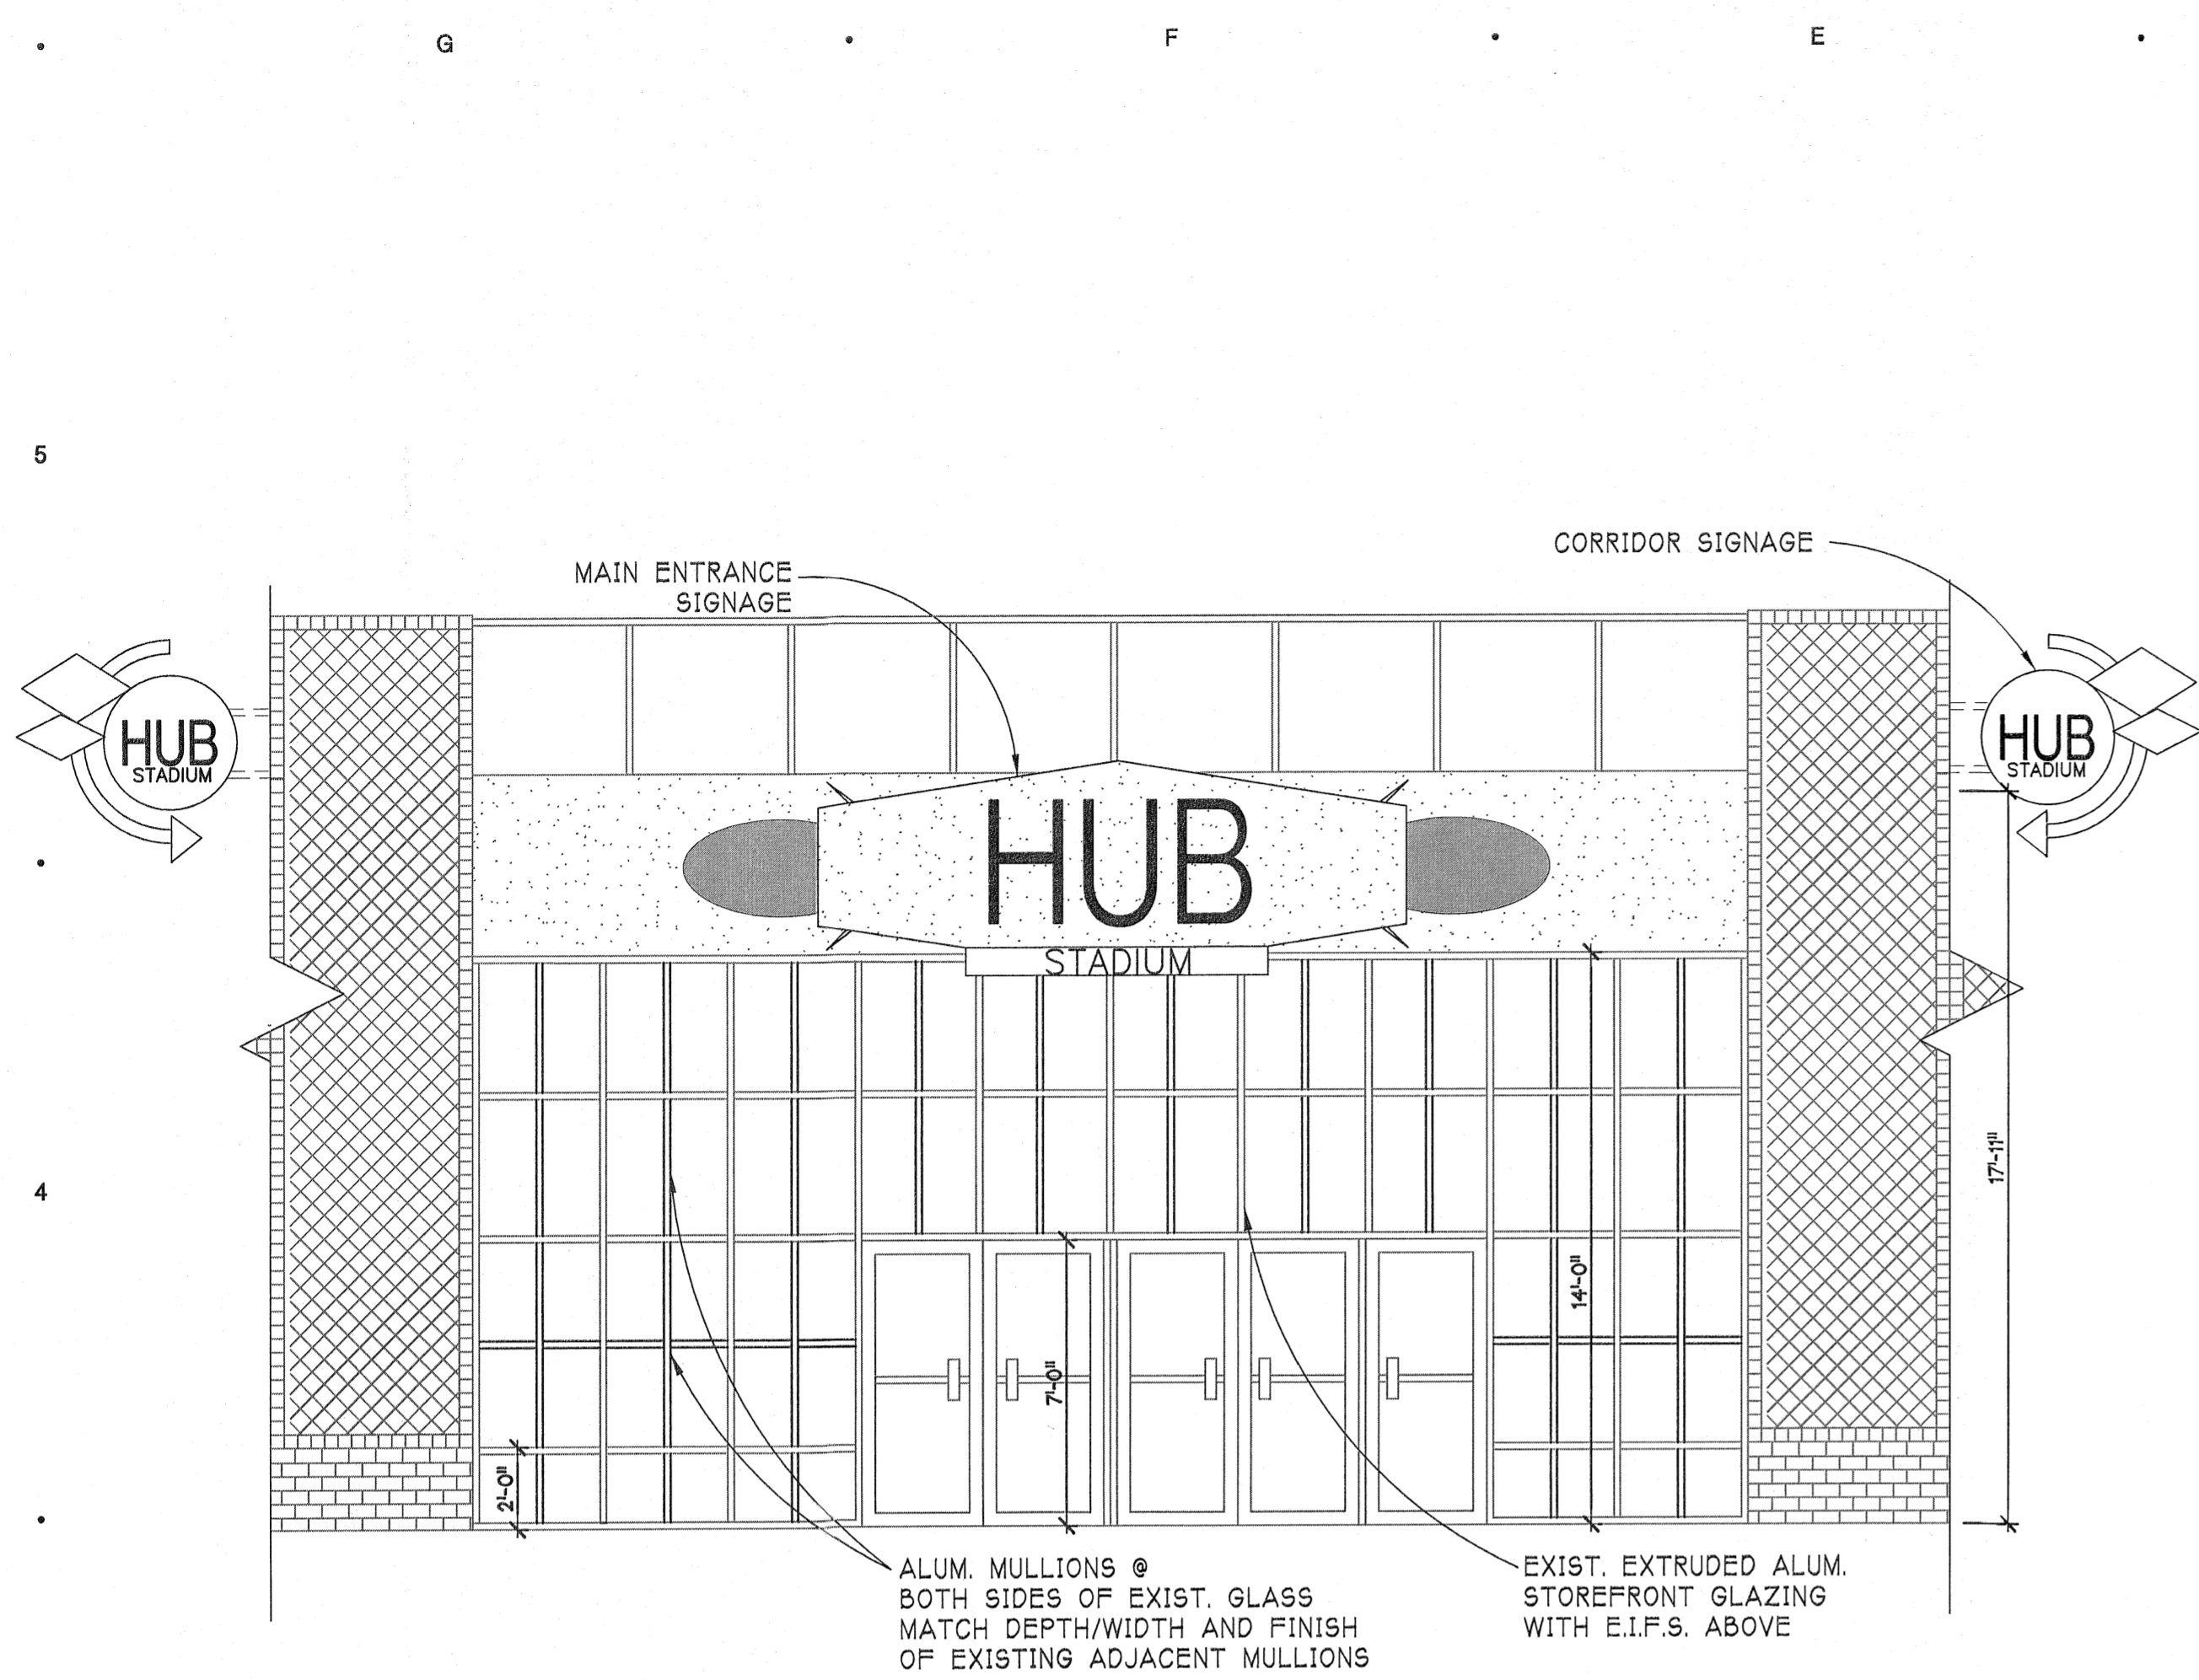 G F E
5
CORRIDOR SIGNAGE
MAIN ENTRANCE
SIGNAGE
HUB
STADIUM
HUB
STADIUM
HUB
STADIUM
4
17'-11"
14'-0"
7'-0"
2'-0"
ALUM. MULLIONS @
BOTH SIDES OF EXIST. GLASS
MATCH DEPTH/WIDTH AND FINISH
OF EXISTING ADJACENT MULLIONS
EXIST. EXTRUDED ALUM.
STOREFRONT GLAZING
WITH E.I.F.S. ABOVE